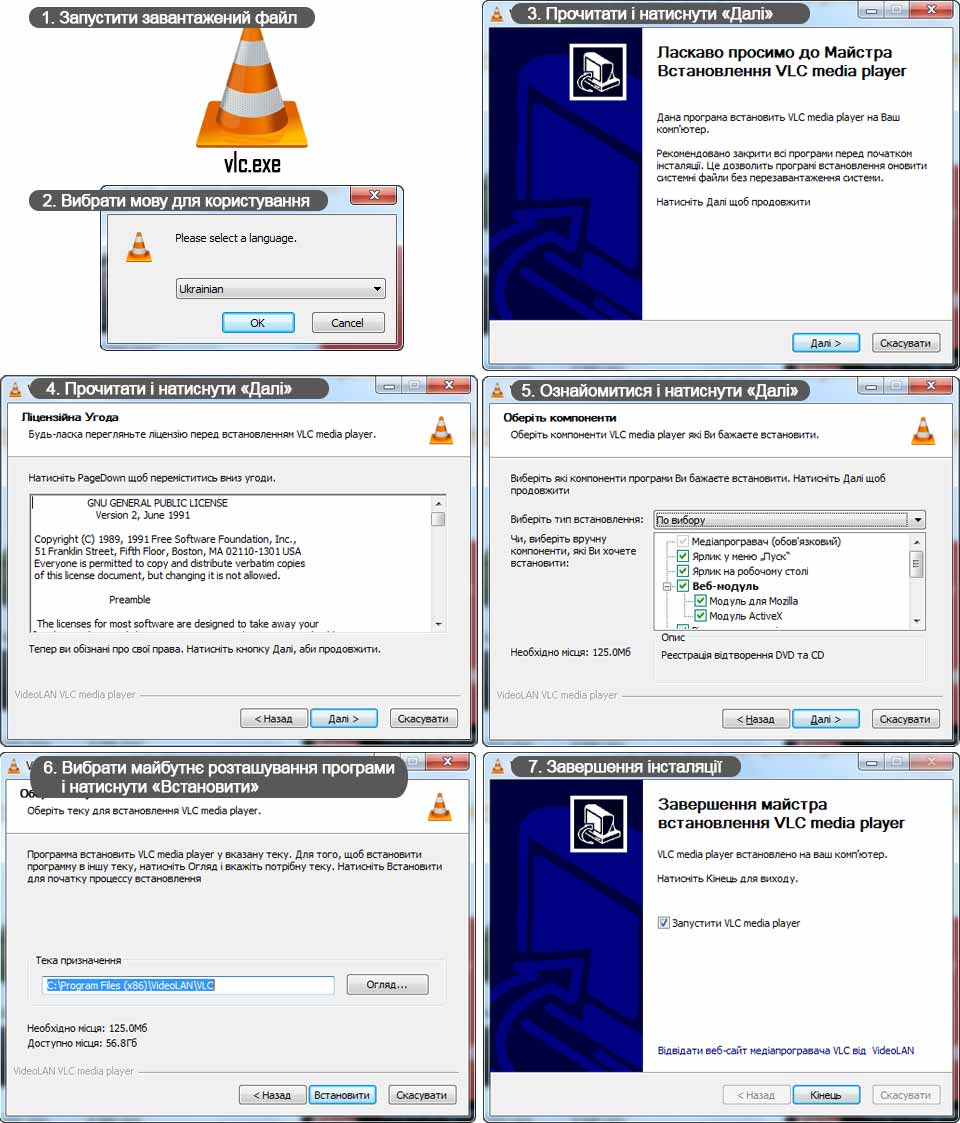 1. Запустити завантажений файл
vlc.exe
2. Вибрати мову для користування
Please select a language.
Ukrainian
OK
Cancel
3. Прочитати і натиснути «Далі»
Ласкаво просимо до Майстра
Встановлення VLC media player
Дана програма встановить VLC media player на Ваш
комп'ютер.
Рекомендовано закрити всі програми перед початком
інсталяції. Це дозволить програмі встановлення оновити
системні файли без перезавантаження системи.
Натисніть Далі щоб продовжити
Далі >
Скасувати
4. Прочитати і натиснути «Далі»
Ліцензійна Угода
Будь-ласка перегляньте ліцензію перед встановленням VLC media player.
Натисніть PageDown щоб переміститись вниз угоди.
GNU GENERAL PUBLIC LICENSE
Version 2, June 1991
Copyright (C) 1989, 1991 Free Software Foundation, Inc.,
51 Franklin Street, Fifth Floor, Boston, MA 02110-1301 USA
Everyone is permitted to copy and distribute verbatim copies
of this license document, but changing it is not allowed.
Preamble
The licenses for most software are designed to take away your
Тепер ви обізнані про свої права. Натисніть кнопку Далі, аби продовжити.
VideoLAN VLC media player
< Назад
Далі >
Скасувати
5. Ознайомитися і натиснути «Далі»
Оберіть компоненти
Оберіть компоненти VLC media player які Ви бажаєте встановити.
Виберіть які компоненти програми Ви бажаєте встановити. Натисніть Далі щоб
продовжити
Виберіть тип встановлення:
По вибору
Чи, виберіть вручну
компоненти, які Ви хочете
встановити:
Медіапрогравач (обов'язковий)
Ярлик у меню „Пуск“
Ярлик на робочому столі
Веб-модуль
Модуль для Mozilla
Модуль ActiveX
Опис
Необхідно місця: 125.0Мб
Реєстрація відтворення DVD та CD
VideoLAN VLC media player
< Назад
Далі >
Скасувати
6. Вибрати майбутнє розташування програми
і натиснути «Встановити»
Оберіть теку для встановлення VLC media player.
Программа встановить VLC media player у вказану теку. Для того, щоб встановити
программу в іншу теку, натисніть Огляд і вкажіть потрібну теку. Натисніть Встановити
для початку процессу встановлення
Тека призначення
C:\Program Files (x86)\VideoLAN\VLC
Огляд...
Необхідно місця: 125.0Мб
Доступно місця: 56.8Гб
VideoLAN VLC media player
< Назад
Встановити
Скасувати
7. Завершення інсталяції
Завершення майстра
встановлення VLC media player
VLC media player встановлено на ваш комп'ютер.
Натисніть Кінець для виходу.
Запустити VLC media player
Відвідати веб-сайт медіапрогравача VLC від VideoLAN
< Назад
Кінець
Скасувати